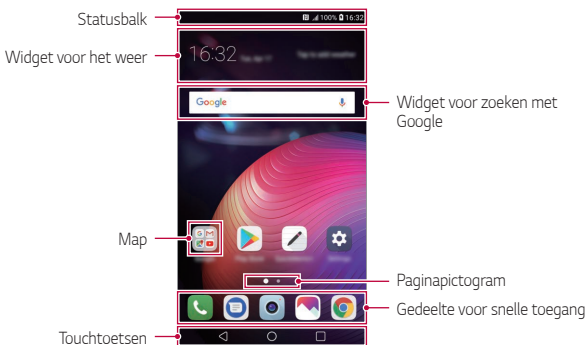 Statusbalk
100% 16:32
Widget voor het weer
16:32
Google
Widget voor zoeken met
Google
Map
Paginapictogram
Gedeelte voor snelle toegang
Touchtoetsen